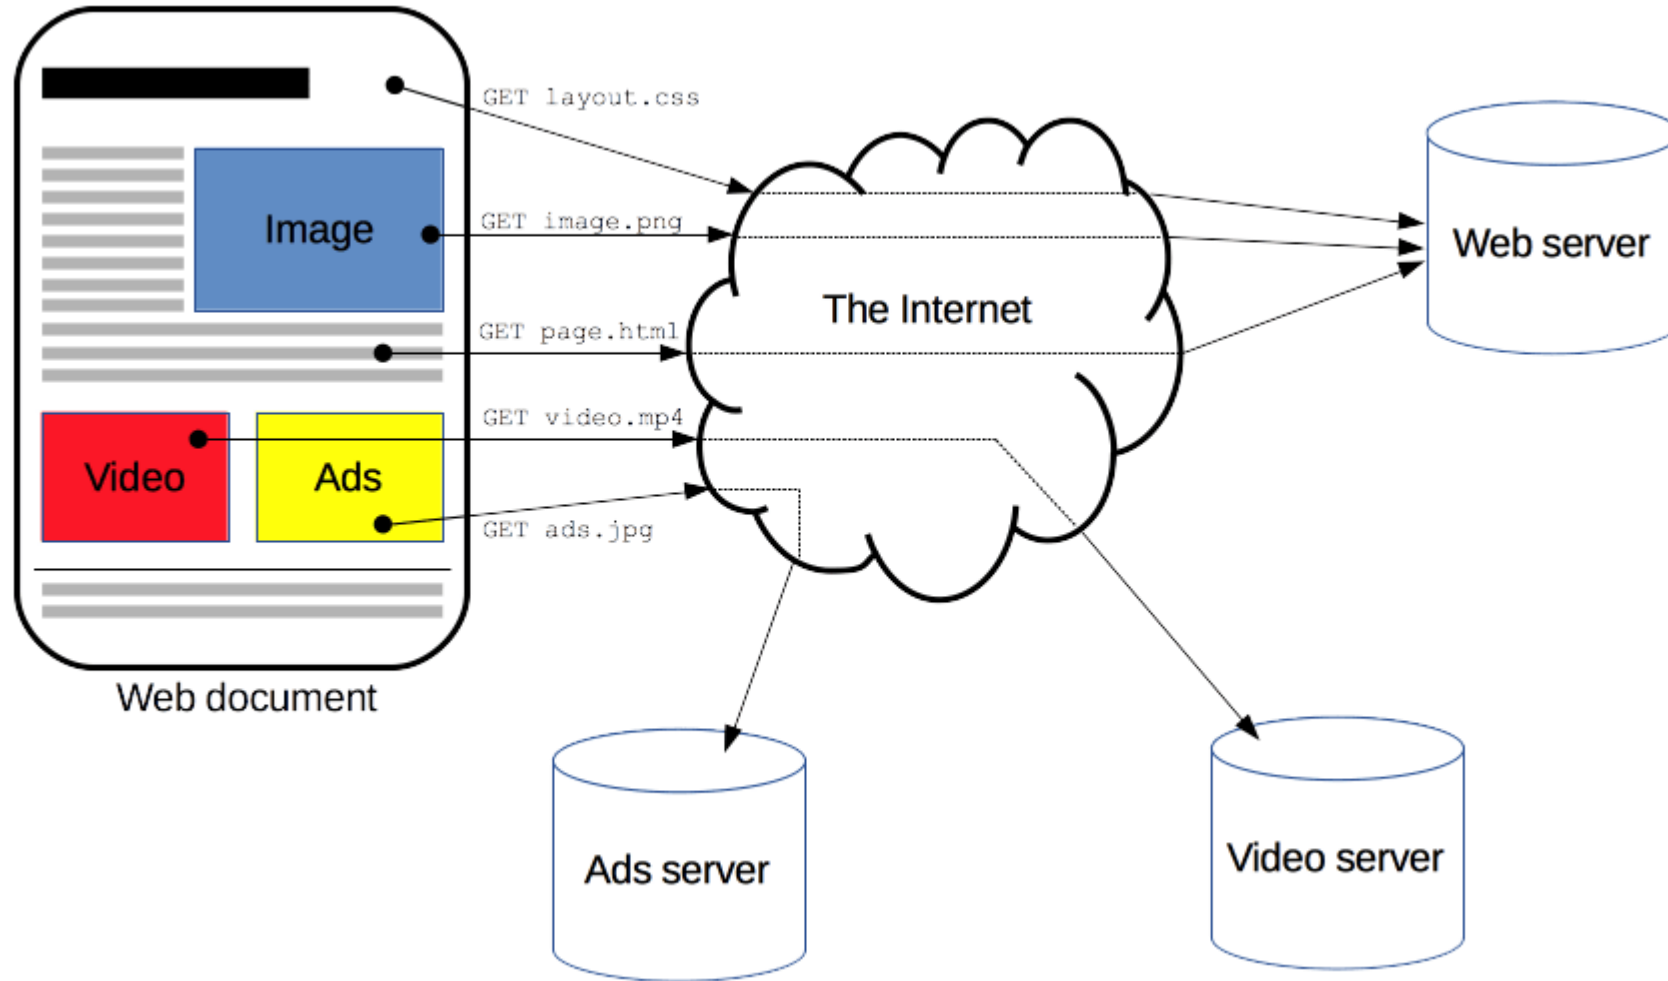 GET layout.css
Image
GET image.png
Web server
The Internet
GET page.html
GET video.mp4
Video
Ads
GET ads.jpg
Web document
Ads server
Video server